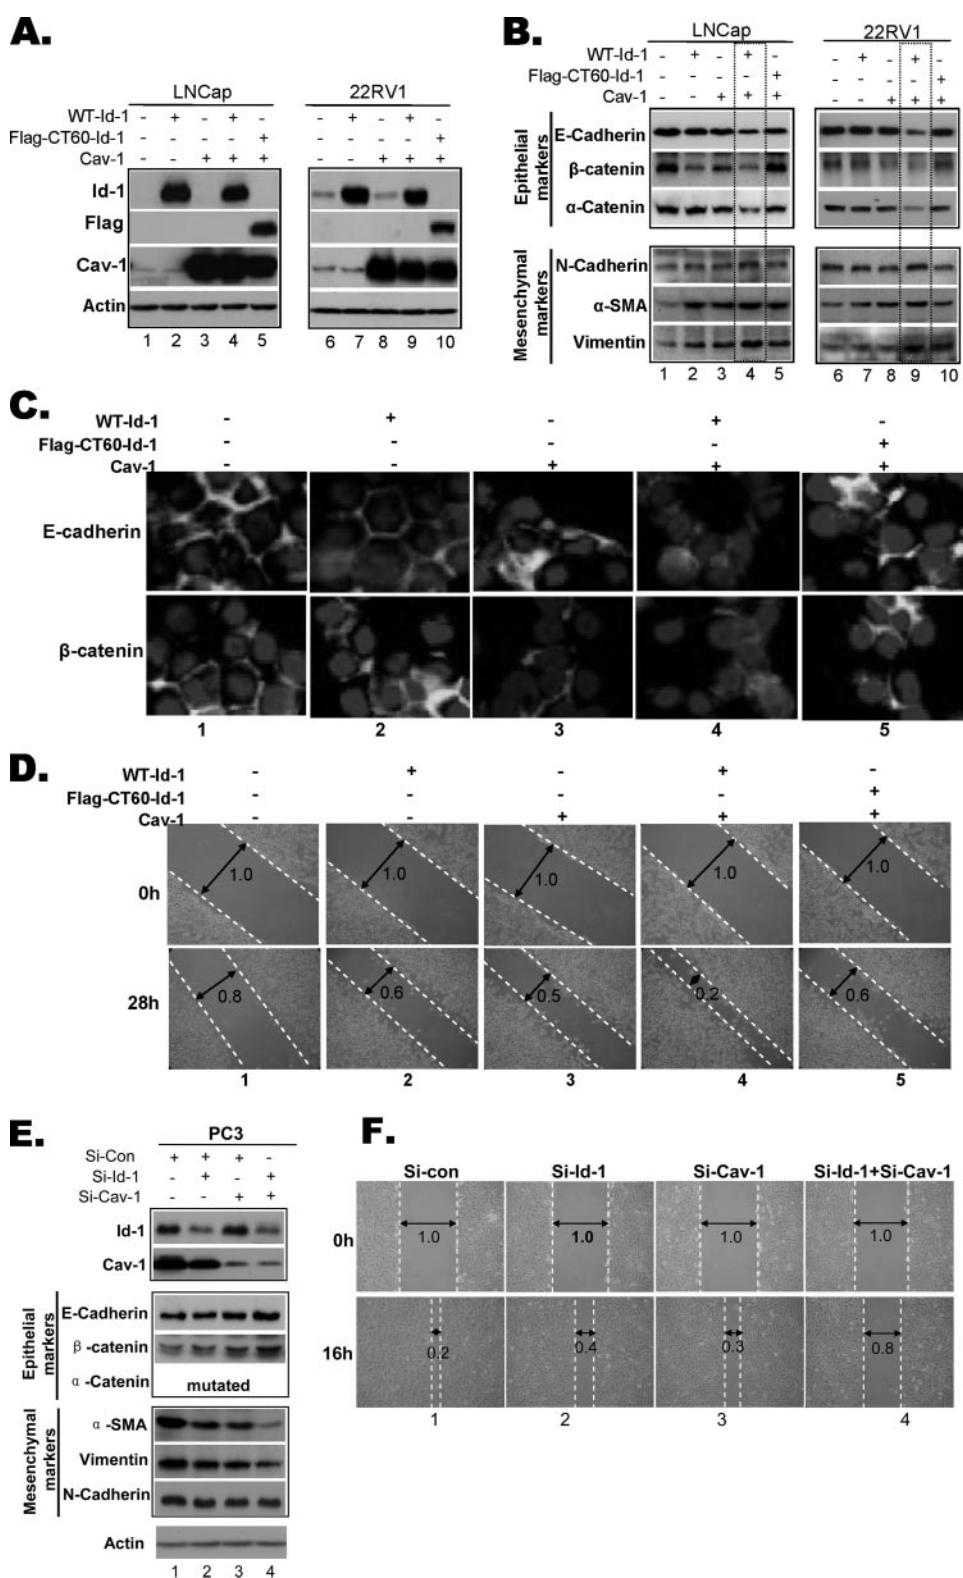 A.
LNCap 22RV1
WT-Id-1 - + - + - - + - + -
Flag-CT60-Id-1 - - - - + - - - - +
Cav-1 - - + + + - - + + +
Id-1
Flag
Cav-1
Actin
1 2 3 4 5 6 7 8 9 10
B.
LNCap 22RV1
WT-Id-1 - + - + - - + - + -
Flag-CT60-Id-1 - - - - + - - - - +
Cav-1 - - + + + - - + + +
Epithelial markers
E-Cadherin
β-catenin
α-Catenin
Mesenchymal markers
N-Cadherin
α-SMA
Vimentin
1 2 3 4 5 6 7 8 9 10
C.
WT-Id-1 - + - + -
Flag-CT60-Id-1 - - - - +
Cav-1 - - + + +
E-cadherin
β-catenin
1 2 3 4 5
D.
WT-Id-1 - + - + -
Flag-CT60-Id-1 - - - - +
Cav-1 - - + + +
0h 1.0 1.0 1.0 1.0 1.0
28h 0.8 0.6 0.5 0.2 0.6
1 2 3 4 5
E.
PC3
Si-Con + + + -
Si-Id-1 - + - +
Si-Cav-1 - - + +
Id-1
Cav-1
Epithelial markers
E-Cadherin
β-catenin
α-Catenin mutated
Mesenchymal markers
α-SMA
Vimentin
N-Cadherin
Actin
1 2 3 4
F.
Si-con Si-Id-1 Si-Cav-1 Si-Id-1+Si-Cav-1
0h 1.0 1.0 1.0 1.0
16h 0.2 0.4 0.3 0.8
1 2 3 4